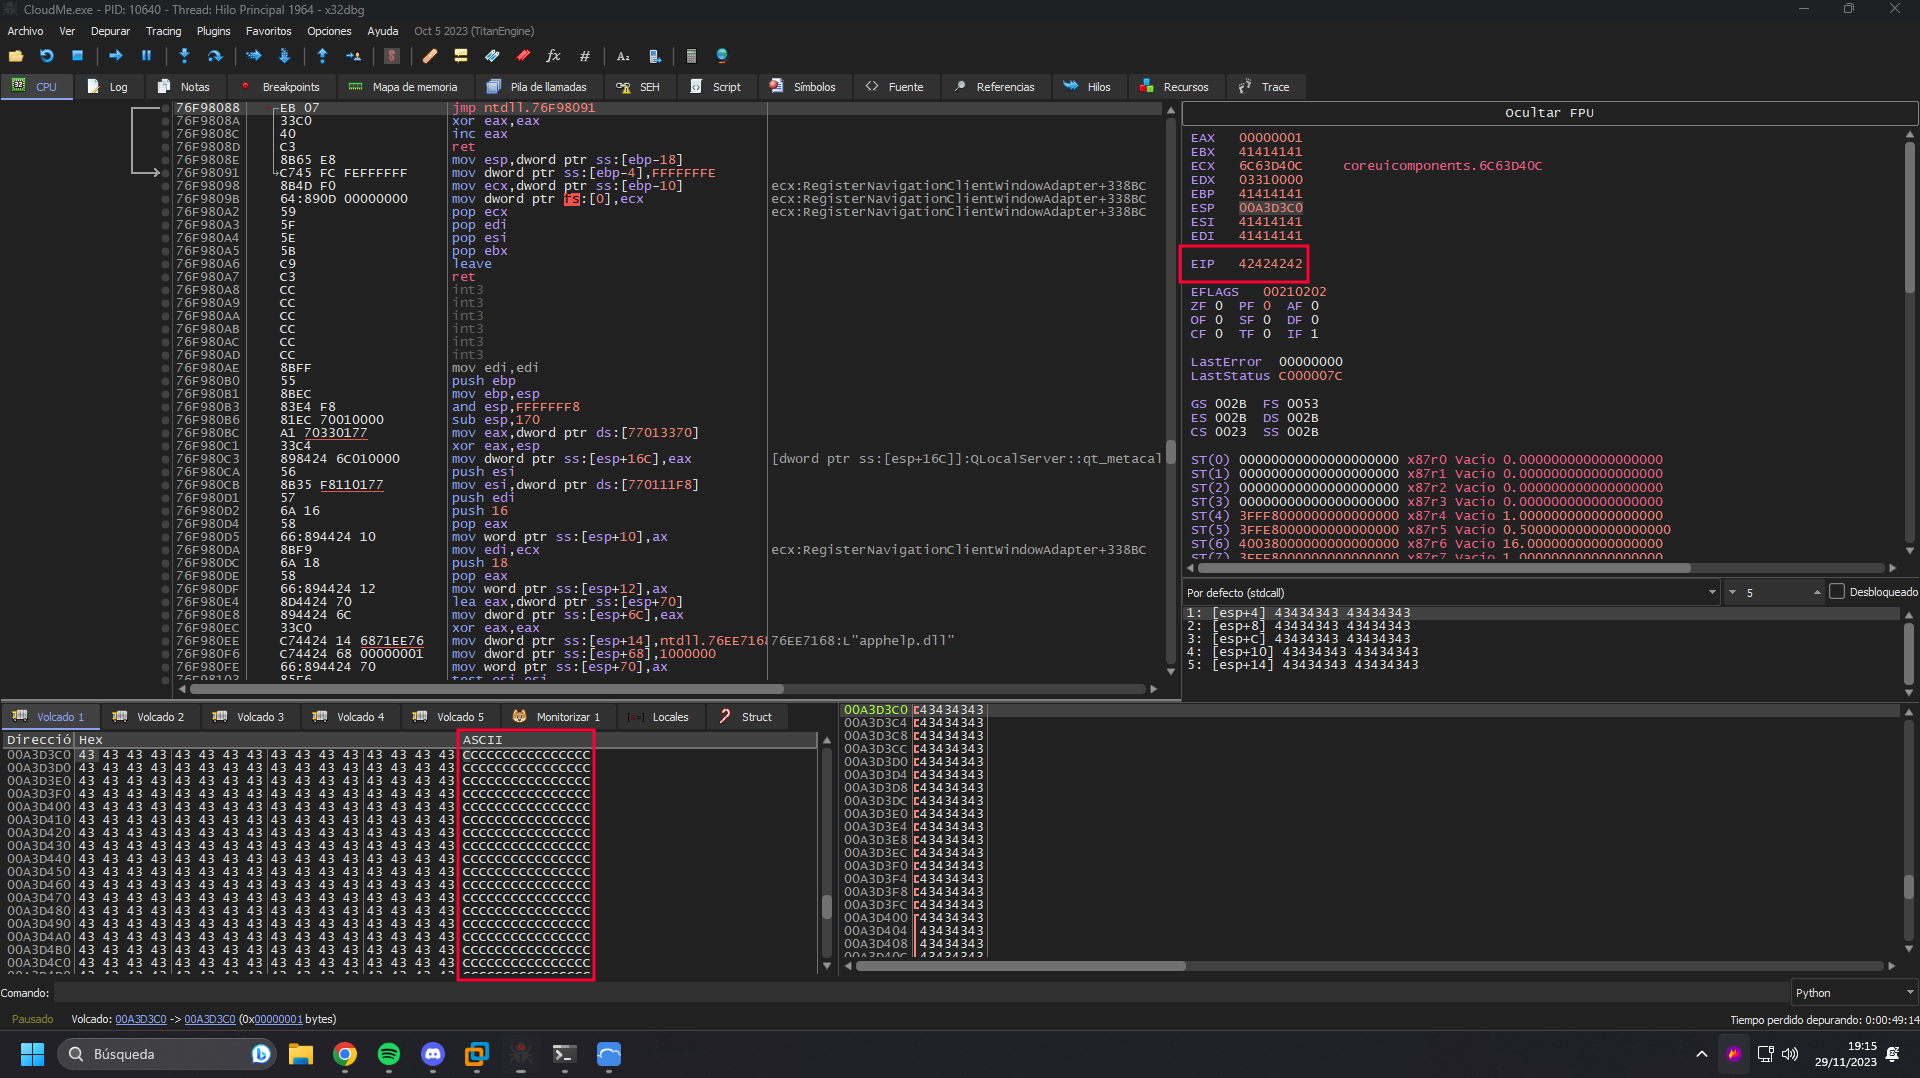 CloudMe.exe - PID: 10640 - Thread: Hilo Principal 1964 - x32dbg
Archivo Ver Depurar Tracing Plugins Favoritos Opciones Ayuda Oct 5 2023 (TitanEngine)
CPU Log Notas Breakpoints Mapa de memoria Pila de llamadas SEH Script Símbolos Fuente Referencias Hilos Recursos Trace
76F98088 EB 07 jmp ntdll.76F98091
76F9808A 33C0 xor eax,eax
76F9808C 40 inc eax
76F9808D C3 ret
76F9808E 8B65 E8 mov esp,dword ptr ss:[ebp-18]
76F98091 C745 FC FEFFFFFF mov dword ptr ss:[ebp-4],FFFFFFFE
76F98098 8B4D F0 mov ecx,dword ptr ss:[ebp-10] ecx:RegisterNavigationClientWindowAdapter+338BC
76F9809B 64:890D 00000000 mov dword ptr fs:[0],ecx ecx:RegisterNavigationClientWindowAdapter+338BC
76F980A2 59 pop ecx ecx:RegisterNavigationClientWindowAdapter+338BC
76F980A3 5F pop edi
76F980A4 5E pop esi
76F980A5 5B pop ebx
76F980A6 C9 leave
76F980A7 C3 ret
76F980A8 CC int3
76F980A9 CC int3
76F980AA CC int3
76F980AB CC int3
76F980AC CC int3
76F980AD CC int3
76F980AE 8BFF mov edi,edi
76F980B0 55 push ebp
76F980B1 8BEC mov ebp,esp
76F980B3 83E4 F8 and esp,FFFFFFF8
76F980B6 81EC 70010000 sub esp,170
76F980BC A1 70330177 mov eax,dword ptr ds:[77013370]
76F980C1 33C4 xor eax,esp
76F980C3 898424 6C010000 mov dword ptr ss:[esp+16C],eax [dword ptr ss:[esp+16C]]:QLocalServer::qt_metacal
76F980CA 56 push esi
76F980CB 8B35 F8110177 mov esi,dword ptr ds:[770111F8]
76F980D1 57 push edi
76F980D2 6A 16 push 16
76F980D4 58 pop eax
76F980D5 66:894424 10 mov word ptr ss:[esp+10],ax
76F980DA 8BF9 mov edi,ecx ecx:RegisterNavigationClientWindowAdapter+338BC
76F980DC 6A 18 push 18
76F980DE 58 pop eax
76F980DF 66:894424 12 mov word ptr ss:[esp+12],ax
76F980E4 8D4424 70 lea eax,dword ptr ss:[esp+70]
76F980E8 894424 6C mov dword ptr ss:[esp+6C],eax
76F980EC 33C0 xor eax,eax
76F980EE C74424 14 6871EE76 mov dword ptr ss:[esp+14],ntdll.76EE7168 76EE7168:L"apphelp.dll"
76F980F6 C74424 68 00000001 mov dword ptr ss:[esp+68],1000000
76F980FE 66:894424 70 mov word ptr ss:[esp+70],ax
76F98103 85F6 test esi,esi
Ocultar FPU
EAX 00000001
EBX 41414141
ECX 6C63D40C coreuicomponents.6C63D40C
EDX 03310000
EBP 41414141
ESP 00A3D3C0
ESI 41414141
EDI 41414141
EIP 42424242
EFLAGS 00210202
ZF 0 PF 0 AF 0
OF 0 SF 0 DF 0
CF 0 TF 0 IF 1
LastError 00000000
LastStatus C000007C
GS 002B FS 0053
ES 002B DS 002B
CS 0023 SS 002B
ST(0) 00000000000000000000 x87r0 Vacío 0.000000000000000000
ST(1) 00000000000000000000 x87r1 Vacío 0.000000000000000000
ST(2) 00000000000000000000 x87r2 Vacío 0.000000000000000000
ST(3) 00000000000000000000 x87r3 Vacío 0.000000000000000000
ST(4) 3FFF8000000000000000 x87r4 Vacío 1.000000000000000000
ST(5) 3FFE8000000000000000 x87r5 Vacío 0.5000000000000000000
ST(6) 40038000000000000000 x87r6 Vacío 16.00000000000000000
ST(7) 3FFF8000000000000000 x87r7 Vacío 1.000000000000000000
Por defecto (stdcall) 5 Desbloqueado
1: [esp+4] 43434343 43434343
2: [esp+8] 43434343 43434343
3: [esp+C] 43434343 43434343
4: [esp+10] 43434343 43434343
5: [esp+14] 43434343 43434343
Volcado 1 Volcado 2 Volcado 3 Volcado 4 Volcado 5 Monitorizar 1 Locales Struct
Direcció Hex ASCII
00A3D3C0 43 43 43 43 43 43 43 43 43 43 43 43 43 43 43 43 CCCCCCCCCCCCCCCC
00A3D3D0 43 43 43 43 43 43 43 43 43 43 43 43 43 43 43 43 CCCCCCCCCCCCCCCC
00A3D3E0 43 43 43 43 43 43 43 43 43 43 43 43 43 43 43 43 CCCCCCCCCCCCCCCC
00A3D3F0 43 43 43 43 43 43 43 43 43 43 43 43 43 43 43 43 CCCCCCCCCCCCCCCC
00A3D400 43 43 43 43 43 43 43 43 43 43 43 43 43 43 43 43 CCCCCCCCCCCCCCCC
00A3D410 43 43 43 43 43 43 43 43 43 43 43 43 43 43 43 43 CCCCCCCCCCCCCCCC
00A3D420 43 43 43 43 43 43 43 43 43 43 43 43 43 43 43 43 CCCCCCCCCCCCCCCC
00A3D430 43 43 43 43 43 43 43 43 43 43 43 43 43 43 43 43 CCCCCCCCCCCCCCCC
00A3D440 43 43 43 43 43 43 43 43 43 43 43 43 43 43 43 43 CCCCCCCCCCCCCCCC
00A3D450 43 43 43 43 43 43 43 43 43 43 43 43 43 43 43 43 CCCCCCCCCCCCCCCC
00A3D460 43 43 43 43 43 43 43 43 43 43 43 43 43 43 43 43 CCCCCCCCCCCCCCCC
00A3D470 43 43 43 43 43 43 43 43 43 43 43 43 43 43 43 43 CCCCCCCCCCCCCCCC
00A3D480 43 43 43 43 43 43 43 43 43 43 43 43 43 43 43 43 CCCCCCCCCCCCCCCC
00A3D490 43 43 43 43 43 43 43 43 43 43 43 43 43 43 43 43 CCCCCCCCCCCCCCCC
00A3D4A0 43 43 43 43 43 43 43 43 43 43 43 43 43 43 43 43 CCCCCCCCCCCCCCCC
00A3D4B0 43 43 43 43 43 43 43 43 43 43 43 43 43 43 43 43 CCCCCCCCCCCCCCCC
00A3D4C0 43 43 43 43 43 43 43 43 43 43 43 43 43 43 43 43 CCCCCCCCCCCCCCCC
00A3D3C0 43434343
00A3D3C4 43434343
00A3D3C8 43434343
00A3D3CC 43434343
00A3D3D0 43434343
00A3D3D4 43434343
00A3D3D8 43434343
00A3D3DC 43434343
00A3D3E0 43434343
00A3D3E4 43434343
00A3D3E8 43434343
00A3D3EC 43434343
00A3D3F0 43434343
00A3D3F4 43434343
00A3D3F8 43434343
00A3D3FC 43434343
00A3D400 43434343
00A3D404 43434343
00A3D408 43434343
00A3D40C 43434343
Comando: Python
Pausado Volcado: 00A3D3C0 -> 00A3D3C0 (0x00000001 bytes) Tiempo perdido depurando: 0:00:49:14
Búsqueda
19:15
29/11/2023